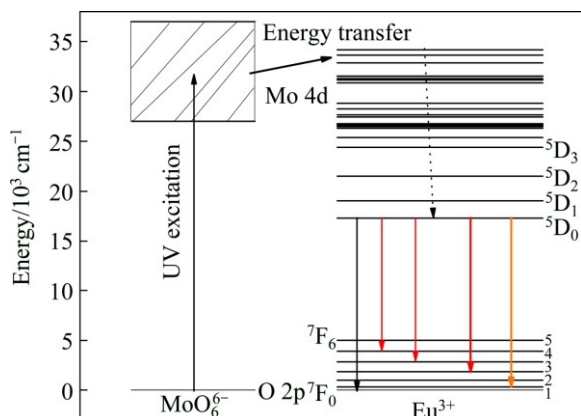 Energy transfer
Mo 4d
UV excitation
Energy/10³ cm⁻¹
35
30
25
20
15
10
5
0
⁵D₃
⁵D₂
⁵D₁
⁵D₀
⁷F₆
5
4
3
2
1
O 2p
⁷F₀
MoO₆⁶⁻
Eu³⁺